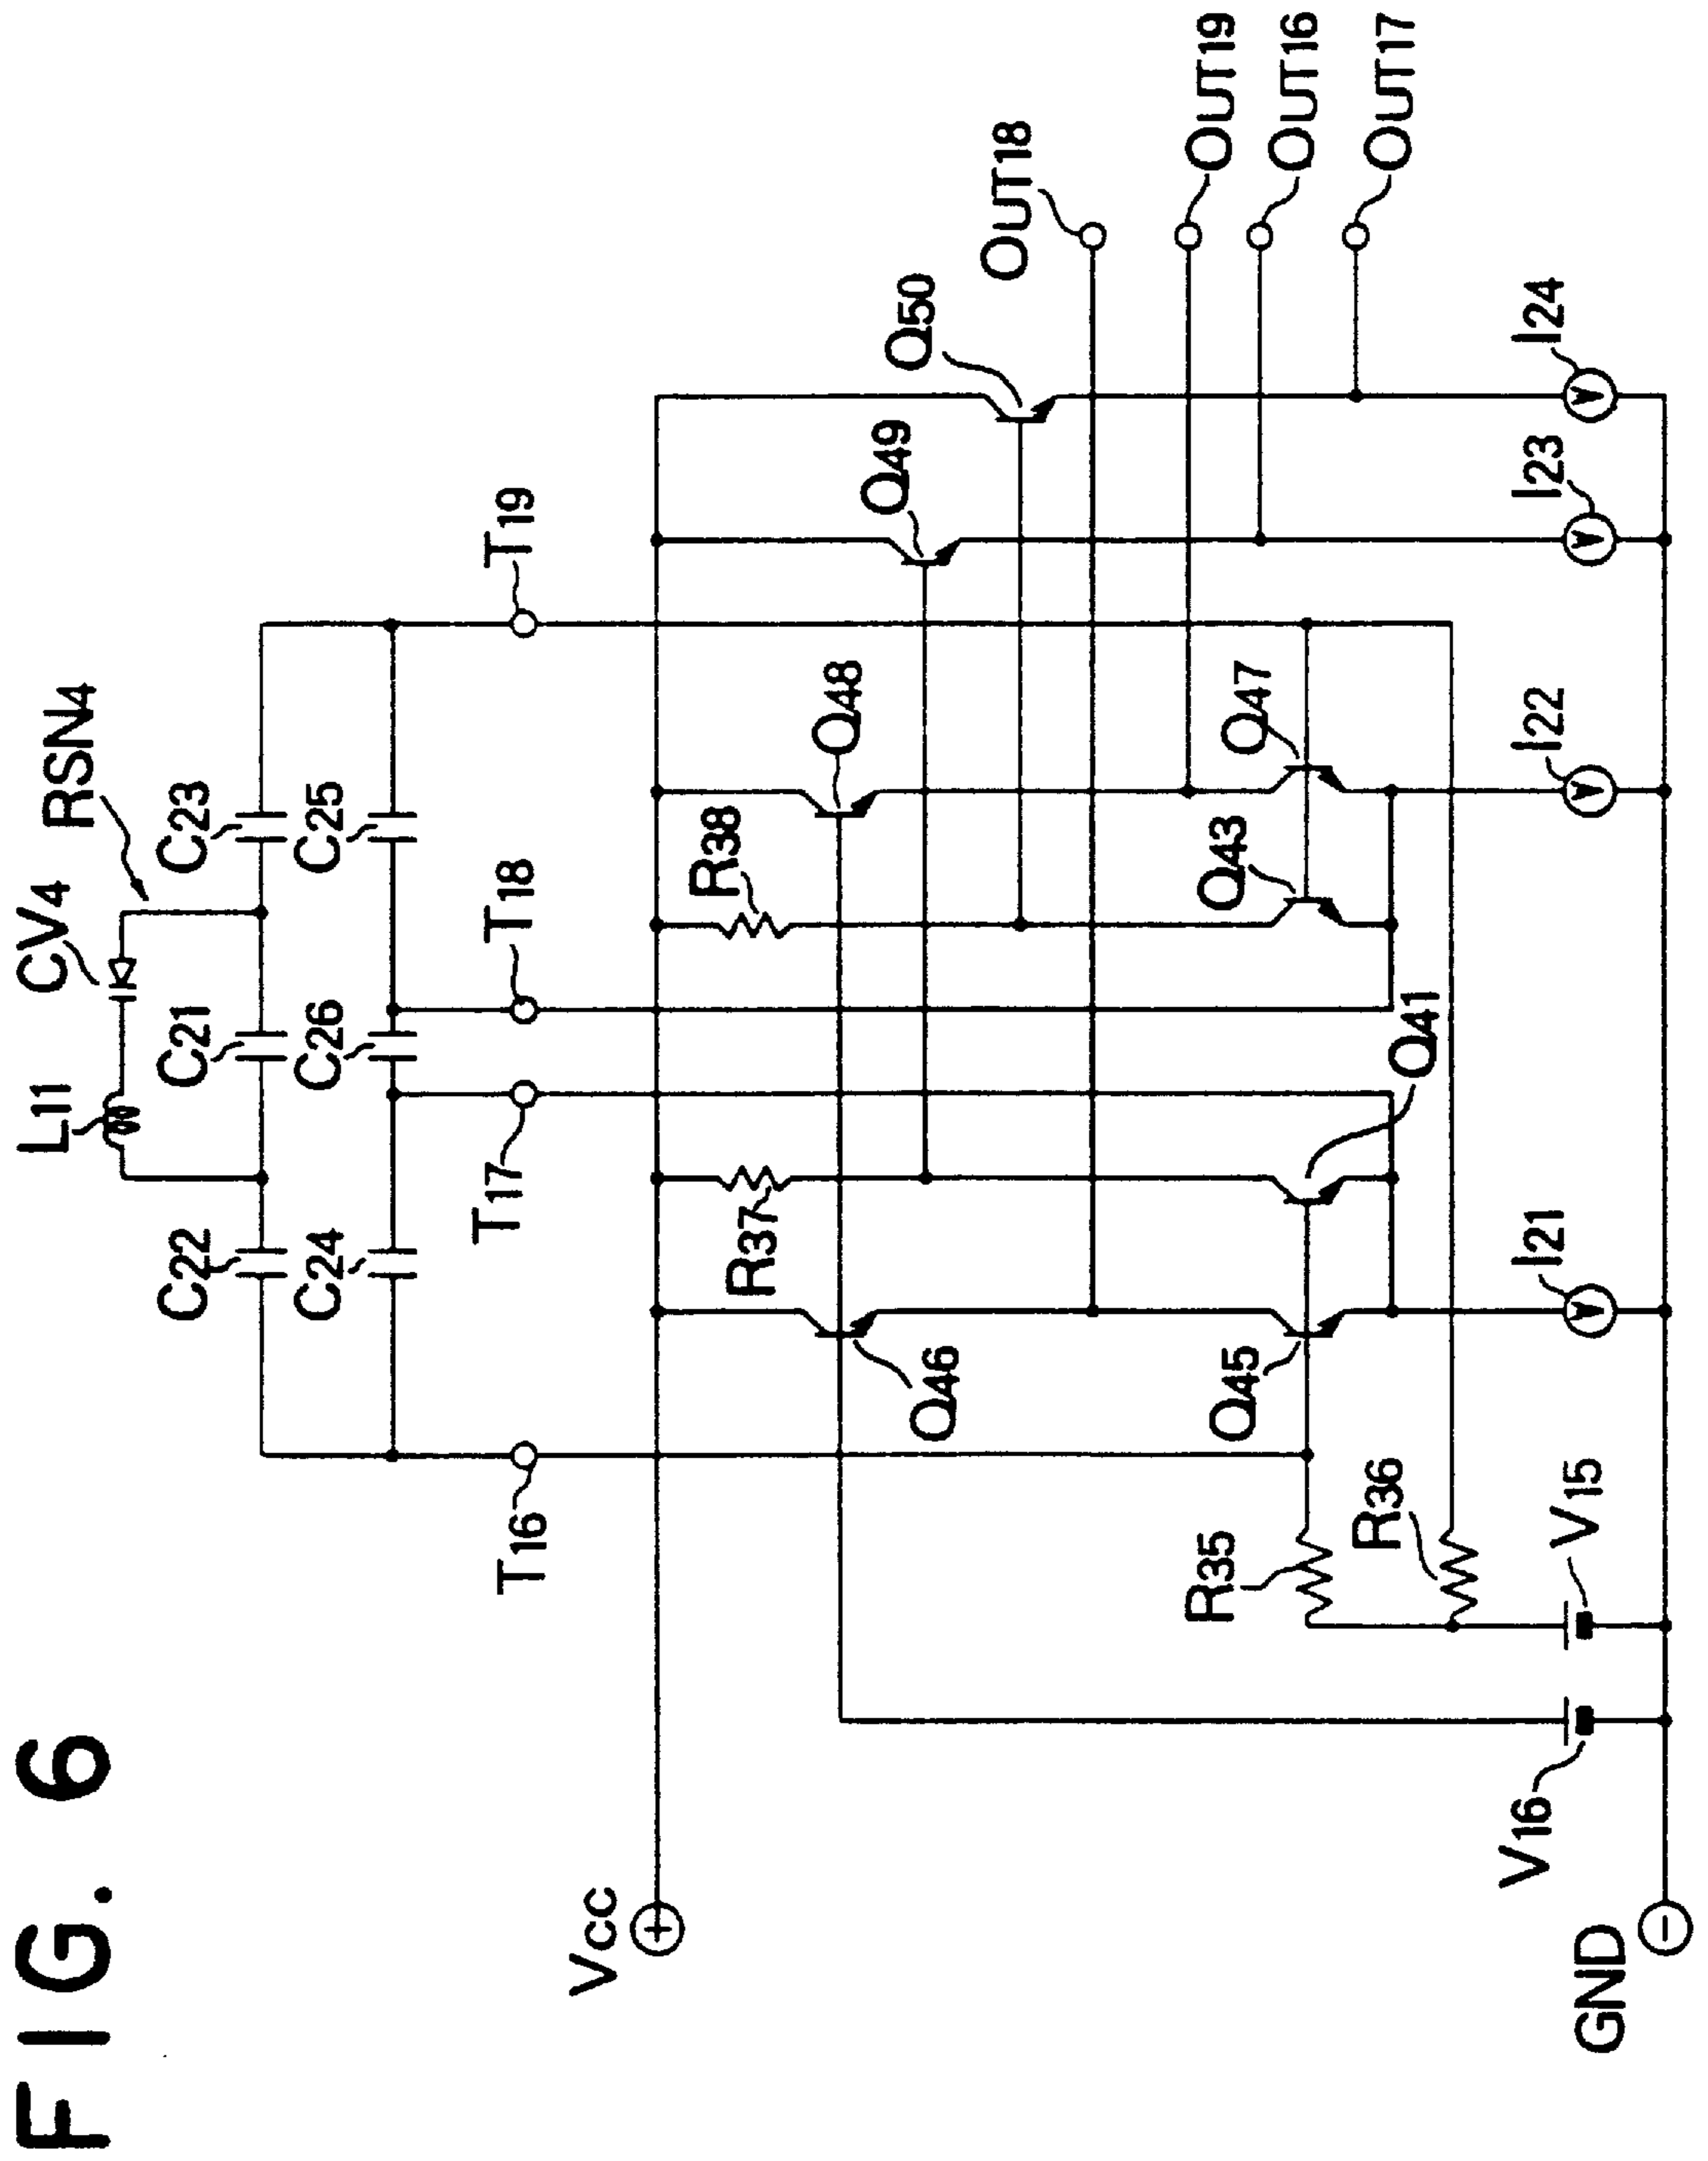 FIG. 6
RSN4
L11
CV4
C22
C21
C23
C24
C26
C25
T16
T17
T18
T19
VCC
R37
R38
Q48
Q49
Q50
OUT18
Q46
OUT19
Q45
Q43
Q47
OUT16
R35
Q41
OUT17
R36
V16
V15
I21
I22
I23
I24
GND